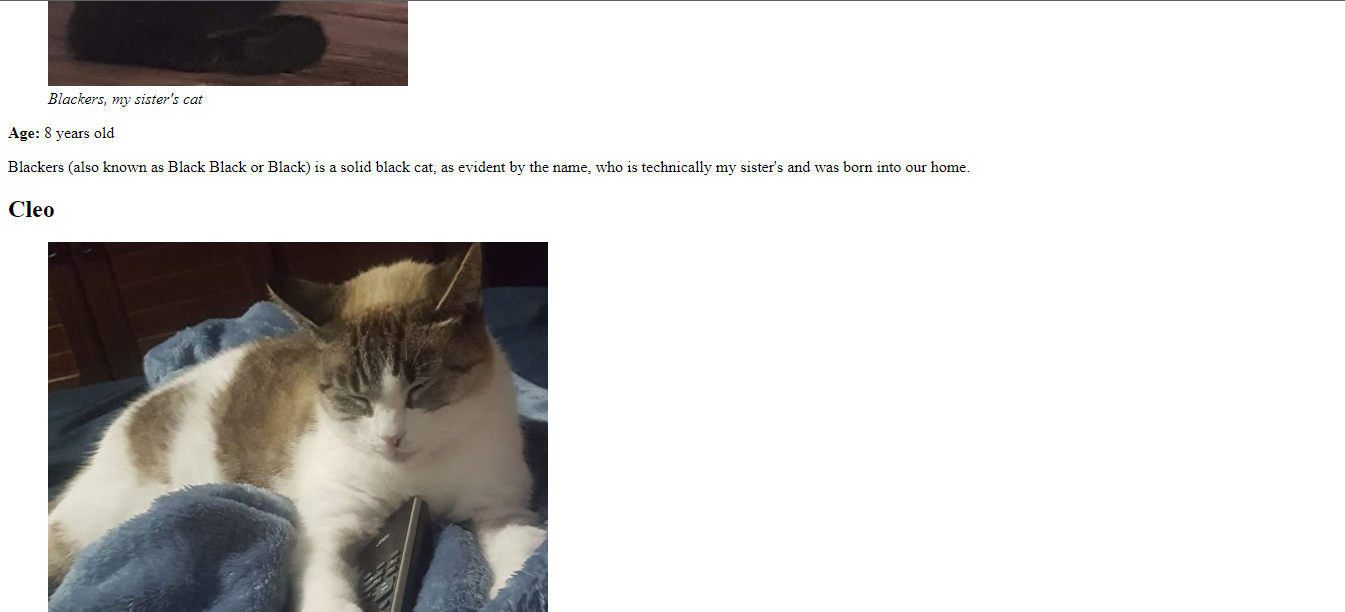 Blackers, my sister's cat
Age: 8 years old
Blackers (also known as Black Black or Black) is a solid black cat, as evident by the name, who is technically my sister's and was born into our home.
Cleo